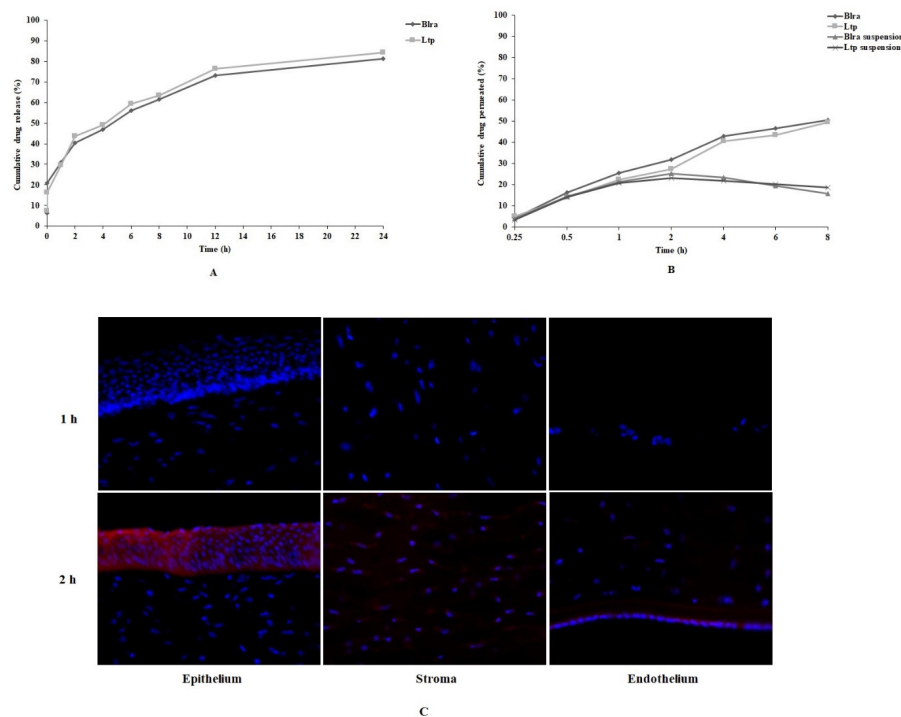 Blra
Ltp
Cumulative drug release (%)
100
90
80
70
60
50
40
30
20
10
0
0 2 4 6 8 10 12 14 16 18 20 22 24
Time (h)
A
Blra
Ltp
Blra suspension
Ltp suspension
Cumulative drug permeated (%)
100
90
80
70
60
50
40
30
20
10
0
0.25 0.5 1 2 4 6 8
Time (h)
B
1 h
2 h
Epithelium Stroma Endothelium
C